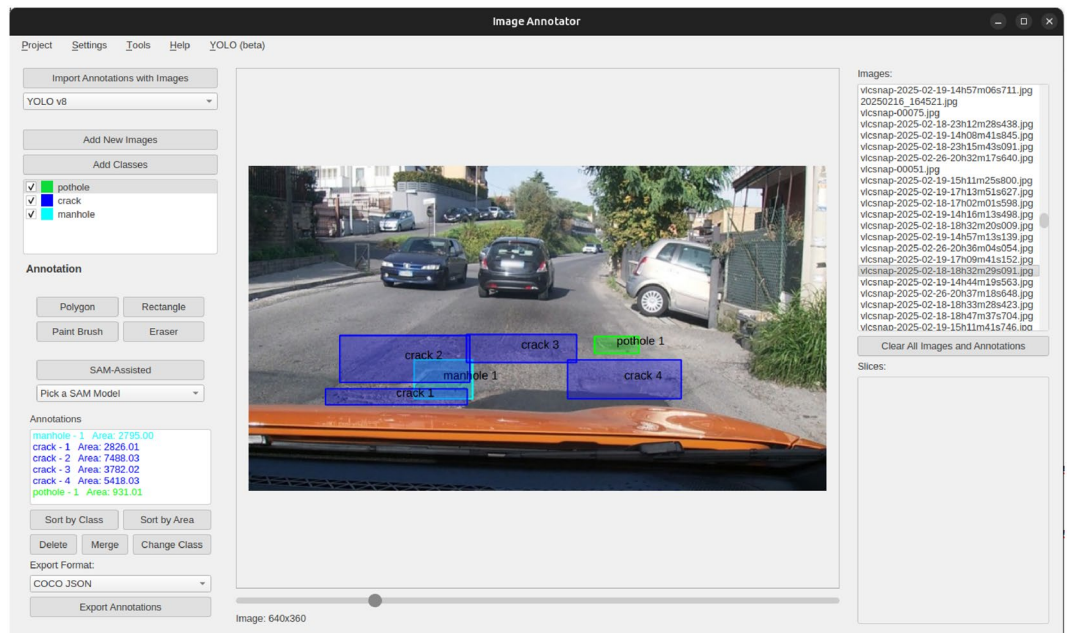 Image Annotator
Project Settings Tools Help YOLO (beta)
Import Annotations with Images
YOLO v8
Add New Images
Add Classes
pothole
crack
manhole
Annotation
Polygon Rectangle
Paint Brush Eraser
SAM-Assisted
Pick a SAM Model
Annotations
manhole - 1 Area: 2795.00
crack - 1 Area: 2826.01
crack - 2 Area: 7488.03
crack - 3 Area: 3782.02
crack - 4 Area: 5418.03
pothole - 1 Area: 931.01
Sort by Class Sort by Area
Delete Merge Change Class
Export Format:
COCO JSON
Export Annotations
pothole 1
crack 3
crack 2
manhole 1
crack 4
crack 1
Image: 640x360
Images:
vlcsnap-2025-02-19-14h57m06s711.jpg
20250216_164521.jpg
vlcsnap-00075.jpg
vlcsnap-2025-02-18-23h12m28s438.jpg
vlcsnap-2025-02-19-14h08m41s845.jpg
vlcsnap-2025-02-18-23h15m43s091.jpg
vlcsnap-2025-02-26-20h32m17s640.jpg
vlcsnap-00051.jpg
vlcsnap-2025-02-19-15h11m25s800.jpg
vlcsnap-2025-02-19-17h13m51s627.jpg
vlcsnap-2025-02-18-17h02m01s598.jpg
vlcsnap-2025-02-19-14h16m13s498.jpg
vlcsnap-2025-02-18-18h32m20s009.jpg
vlcsnap-2025-02-19-14h57m13s139.jpg
vlcsnap-2025-02-26-20h36m04s054.jpg
vlcsnap-2025-02-19-17h09m41s152.jpg
vlcsnap-2025-02-18-18h32m29s091.jpg
vlcsnap-2025-02-19-14h44m19s563.jpg
vlcsnap-2025-02-26-20h37m18s648.jpg
vlcsnap-2025-02-18-18h33m28s423.jpg
vlcsnap-2025-02-18-18h47m37s704.jpg
vlcsnap-2025-02-19-15h11m41s746.jpg
Clear All Images and Annotations
Slices: